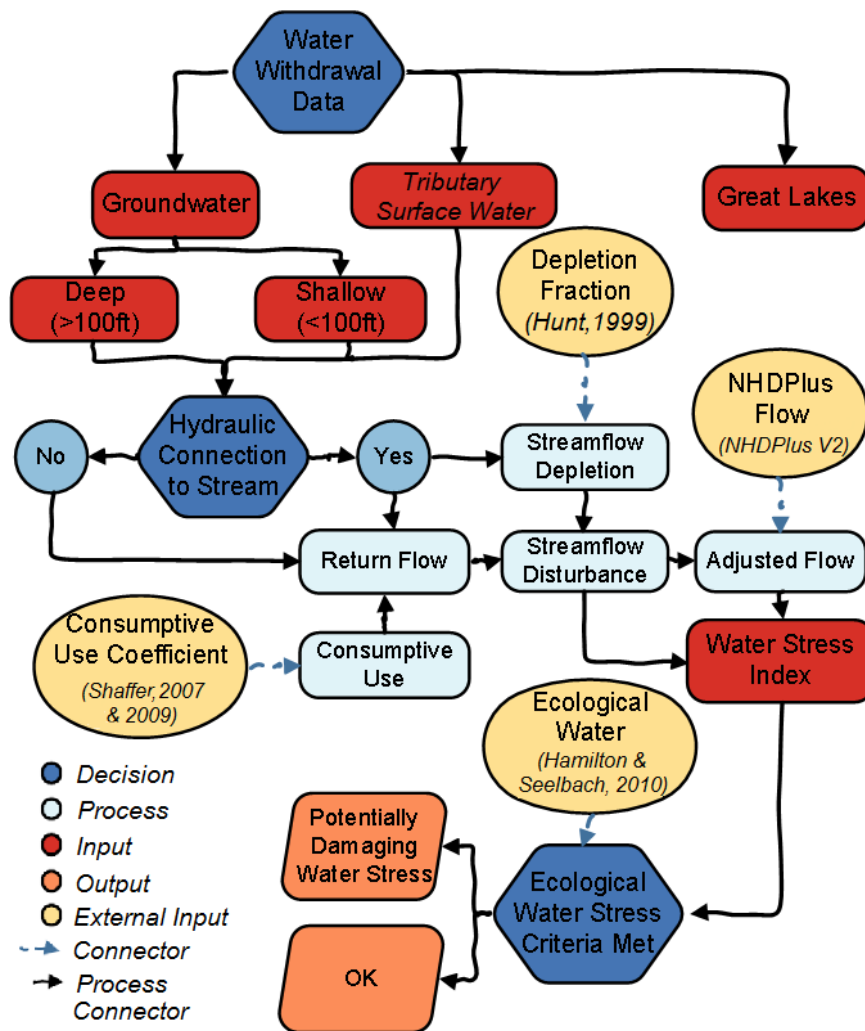 Water
Withdrawal
Data
Groundwater
Tributary
Surface Water
Great Lakes
Deep
(>100ft)
Shallow
(<100ft)
Depletion
Fraction
(Hunt,1999)
NHDPlus
Flow
(NHDPlus V2)
No
Hydraulic
Connection
to Stream
Yes
Streamflow
Depletion
Return Flow
Streamflow
Disturbance
Adjusted Flow
Consumptive
Use Coefficient
(Shaffer,2007
& 2009)
Consumptive
Use
Water Stress
Index
Ecological
Water
(Hamilton &
Seelbach, 2010)
Decision
Process
Input
Output
External Input
Connector
Process
Connector
Potentially
Damaging
Water Stress
OK
Ecological
Water Stress
Criteria Met